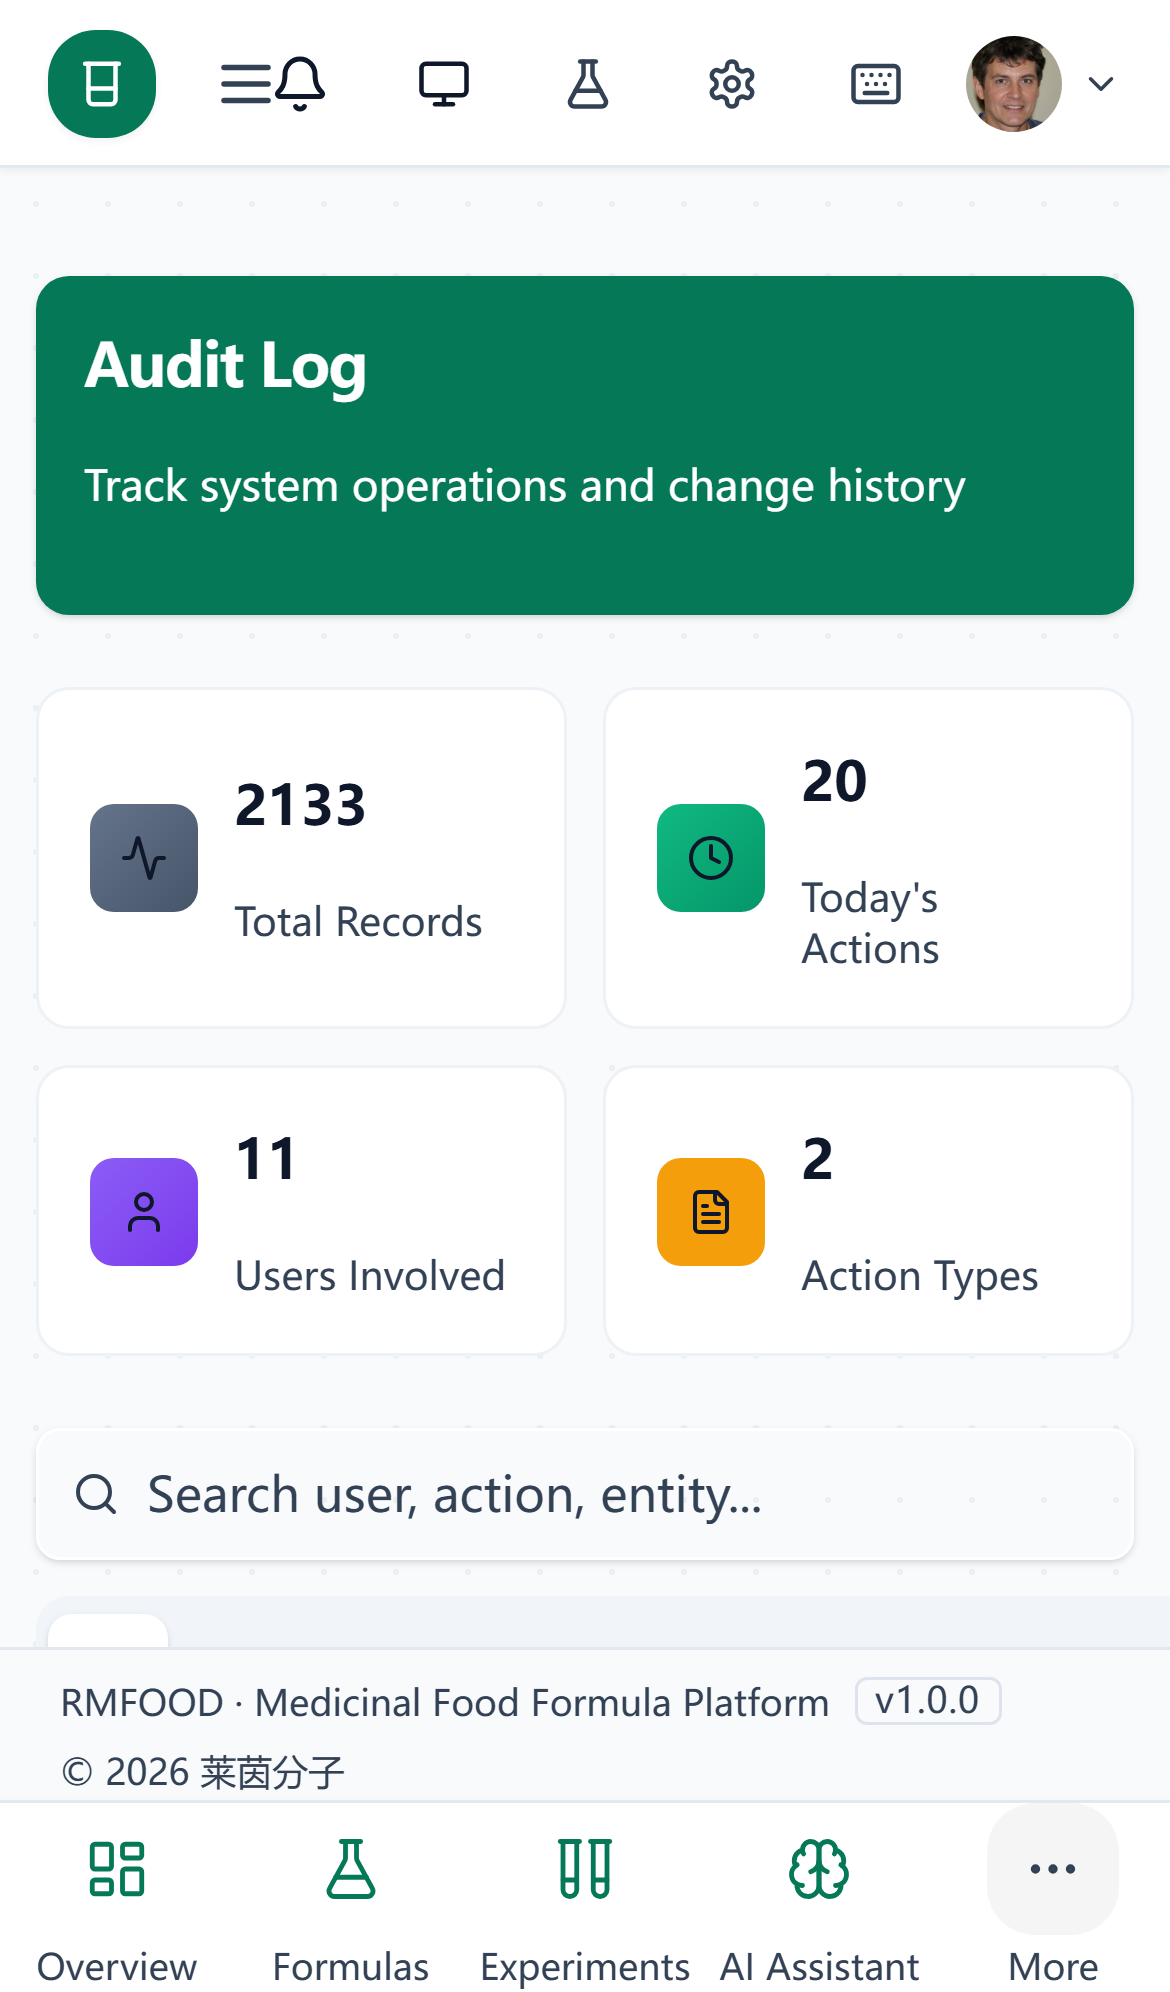 Audit Log
Track system operations and change history
2133
Total Records
20
Today's
Actions
11
Users Involved
2
Action Types
Search user, action, entity...
RMFOOD · Medicinal Food Formula Platform v1.0.0
© 2026 莱茵分子
Overview
Formulas
Experiments
AI Assistant
More